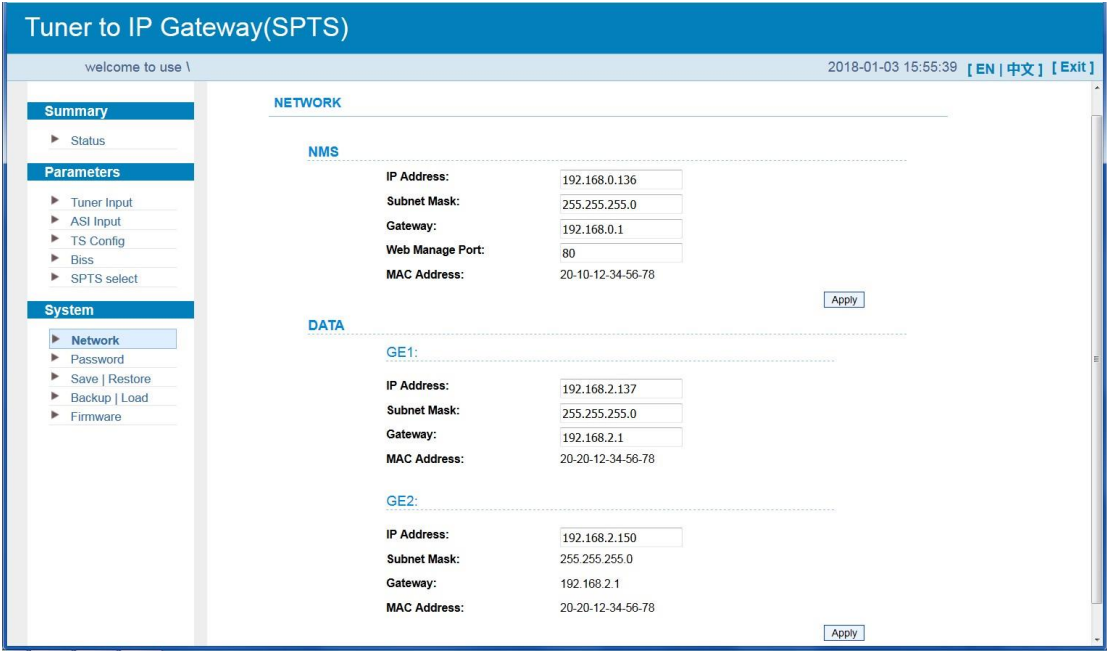 Tuner to IP Gateway(SPTS)
welcome to use \
2018-01-03 15:55:39 [ EN | 中文 ] [ Exit ]
Summary
Status
Parameters
Tuner Input
ASI Input
TS Config
Biss
SPTS select
System
Network
Password
Save | Restore
Backup | Load
Firmware
NETWORK
NMS
IP Address: 192.168.0.136
Subnet Mask: 255.255.255.0
Gateway: 192.168.0.1
Web Manage Port: 80
MAC Address: 20-10-12-34-56-78
Apply
DATA
GE1:
IP Address: 192.168.2.137
Subnet Mask: 255.255.255.0
Gateway: 192.168.2.1
MAC Address: 20-20-12-34-56-78
GE2:
IP Address: 192.168.2.150
Subnet Mask: 255.255.255.0
Gateway: 192.168.2.1
MAC Address: 20-20-12-34-56-78
Apply